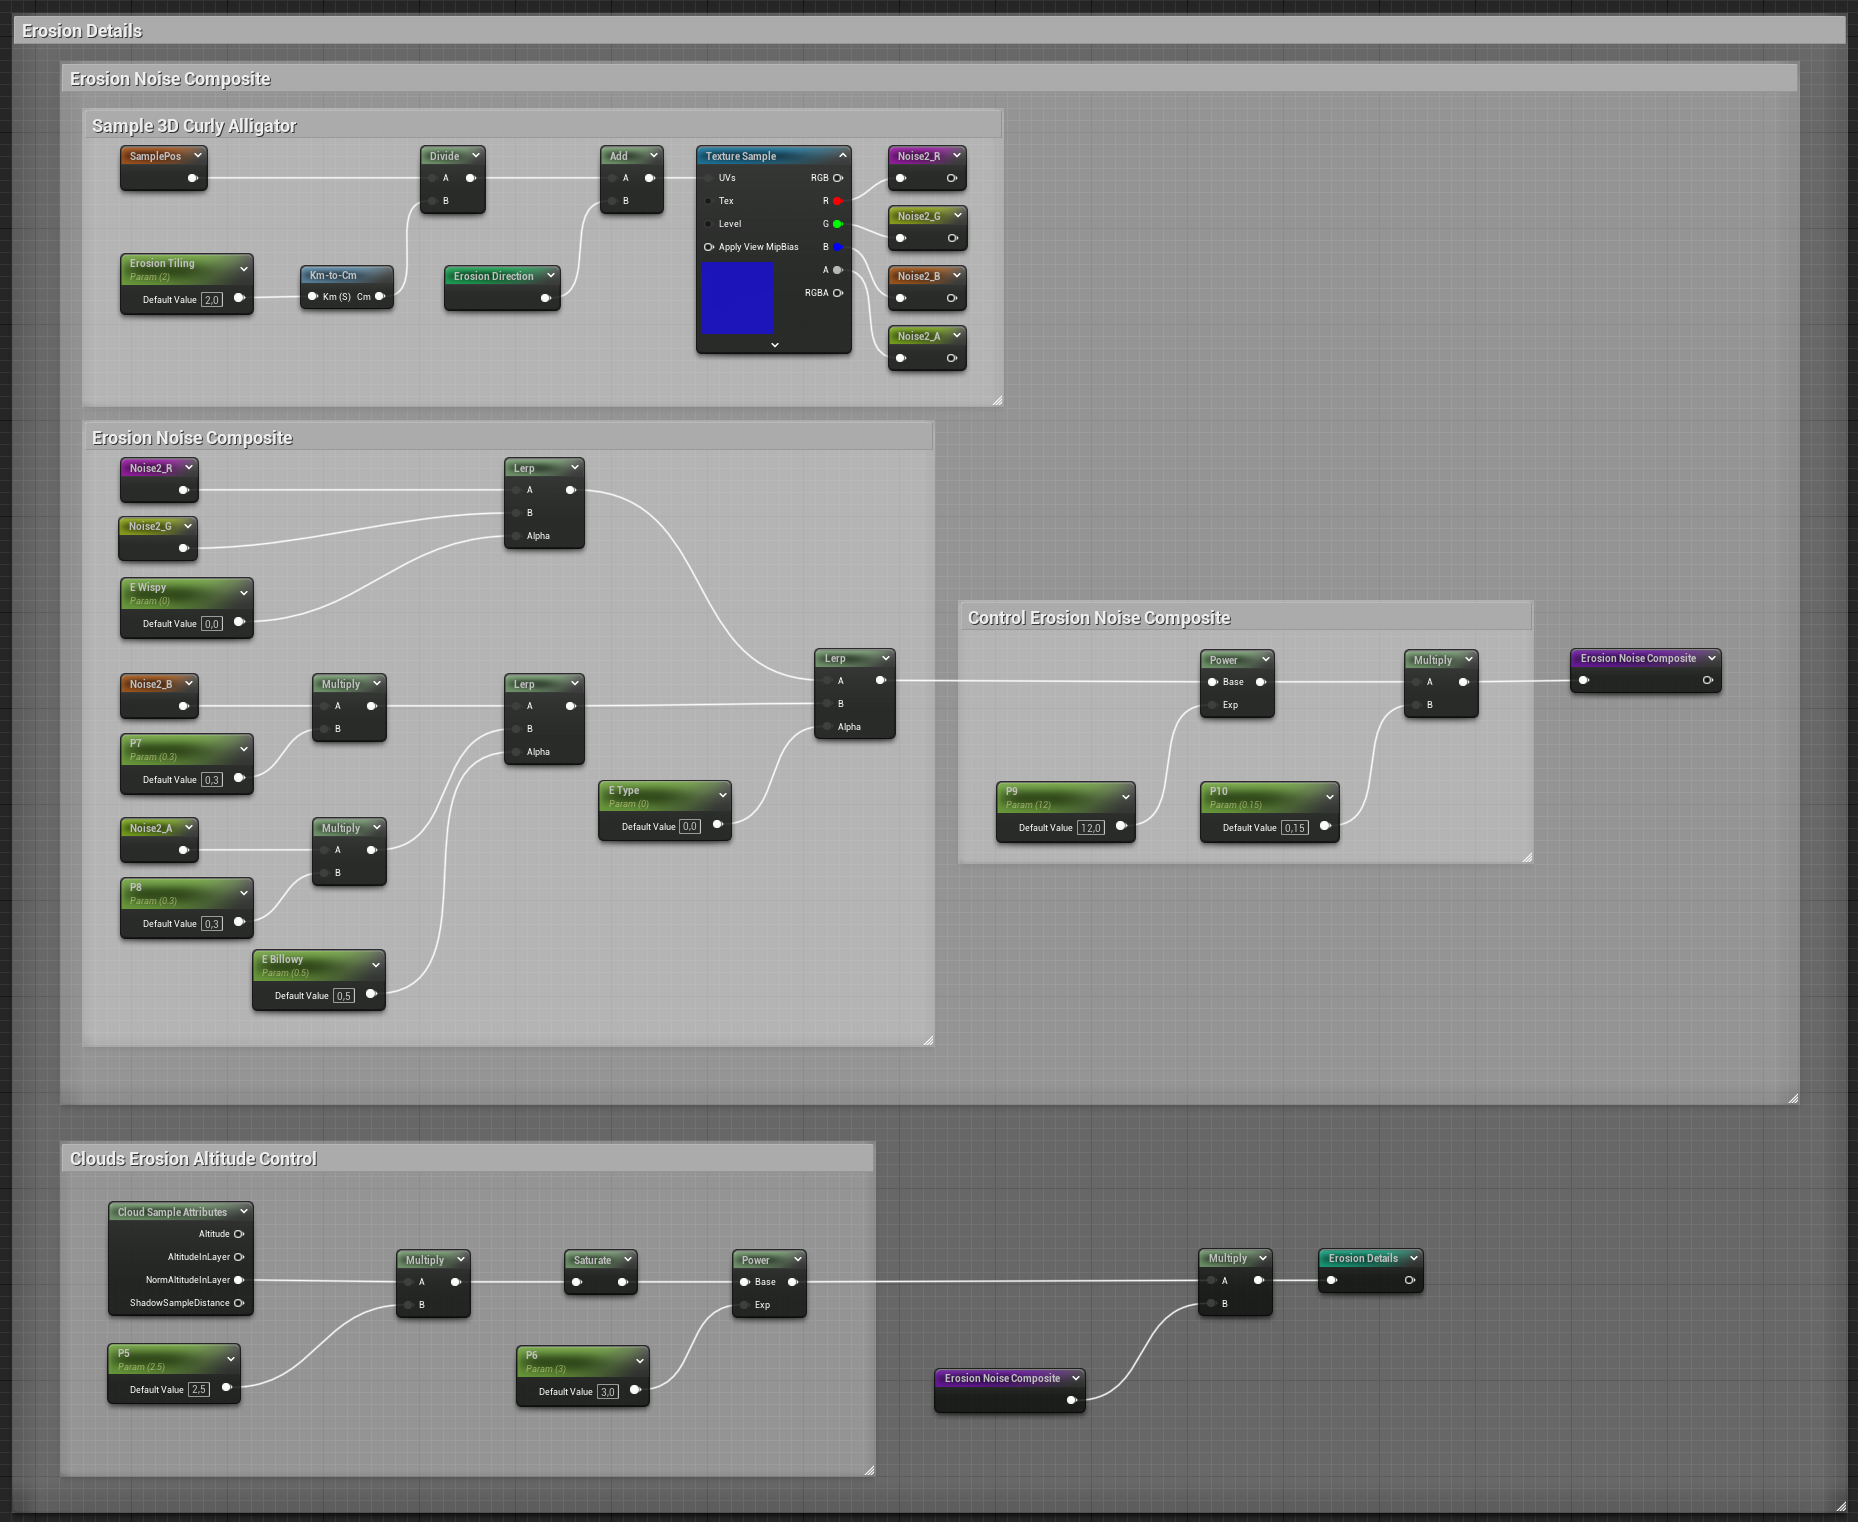 Erosion Details
Erosion Noise Composite
Sample 3D Curly Alligator
SamplePos
Divide
A
B
Add
A
B
Texture Sample
UVs
RGB
Tex
R
Level
G
Apply View MipBias
B
A
RGBA
Noise2_R
Noise2_G
Noise2_B
Noise2_A
Erosion Tiling
Param (2)
Default Value 2,0
Km-to-Cm
Km (S) Cm
Erosion Direction
Erosion Noise Composite
Noise2_R
Noise2_G
E Wispy
Param (0)
Default Value 0,0
Lerp
A
B
Alpha
Noise2_B
P7
Param (0.3)
Default Value 0,3
Multiply
A
B
Lerp
A
B
Alpha
Noise2_A
P8
Param (0.3)
Default Value 0,3
Multiply
A
B
E Billowy
Param (0.5)
Default Value 0,5
E Type
Param (0)
Default Value 0,0
Lerp
A
B
Alpha
Control Erosion Noise Composite
Power
Base
Exp
Multiply
A
B
P9
Param (12)
Default Value 12,0
P10
Param (0.15)
Default Value 0,15
Erosion Noise Composite
Clouds Erosion Altitude Control
Cloud Sample Attributes
Altitude
AltitudeInLayer
NormAltitudeInLayer
ShadowSampleDistance
P5
Param (2.5)
Default Value 2,5
Multiply
A
B
Saturate
P6
Param (3)
Default Value 3,0
Power
Base
Exp
Erosion Noise Composite
Multiply
A
B
Erosion Details